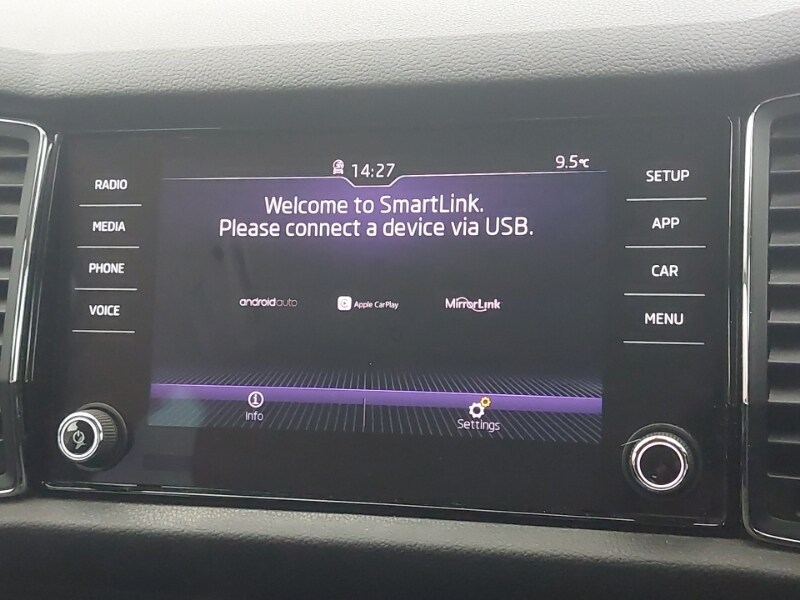 14:27
9.5°C
RADIO
MEDIA
PHONE
VOICE
Welcome to SmartLink.
Please connect a device via USB.
androidauto
Apple CarPlay
MirrorLink
Info
Settings
SETUP
APP
CAR
MENU